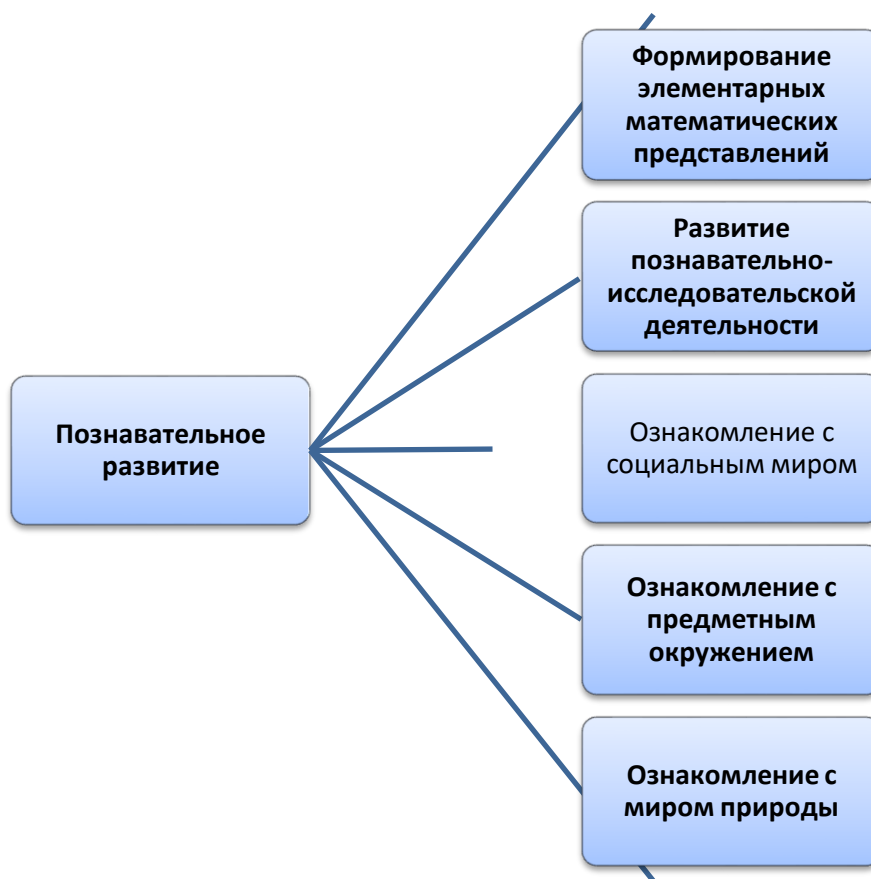 Формирование
элементарных
математических
представлений
Развитие
познавательно-
исследовательской
деятельности
Познавательное
развитие
Ознакомление с
социальным миром
Ознакомление с
предметным
окружением
Ознакомление с
миром природы